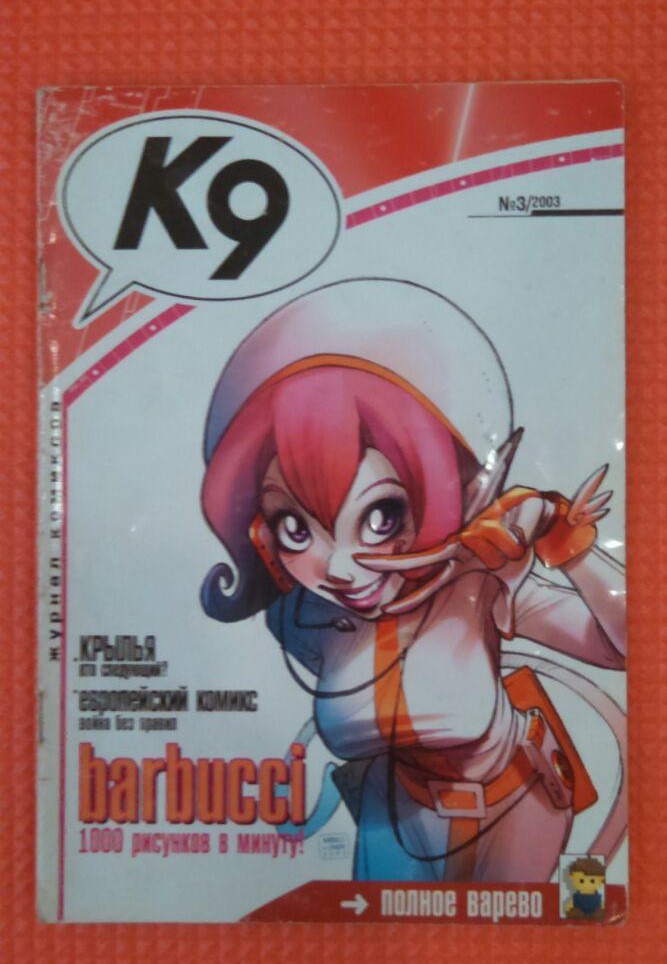 K9
№3/2003
журнал комиксов
.КРЫЛЬЯ
кто следующий?
европейский комикс
война без правил
barbucci
1000 рисунков в минуту!
→ полное варево